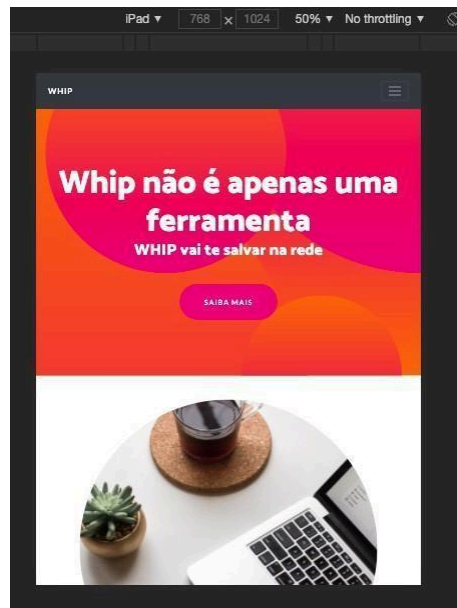 iPad ▼ 768 × 1024 50% ▼ No throttling ▼
WHIP
Whip não é apenas uma
ferramenta
WHIP vai te salvar na rede
SAIBA MAIS